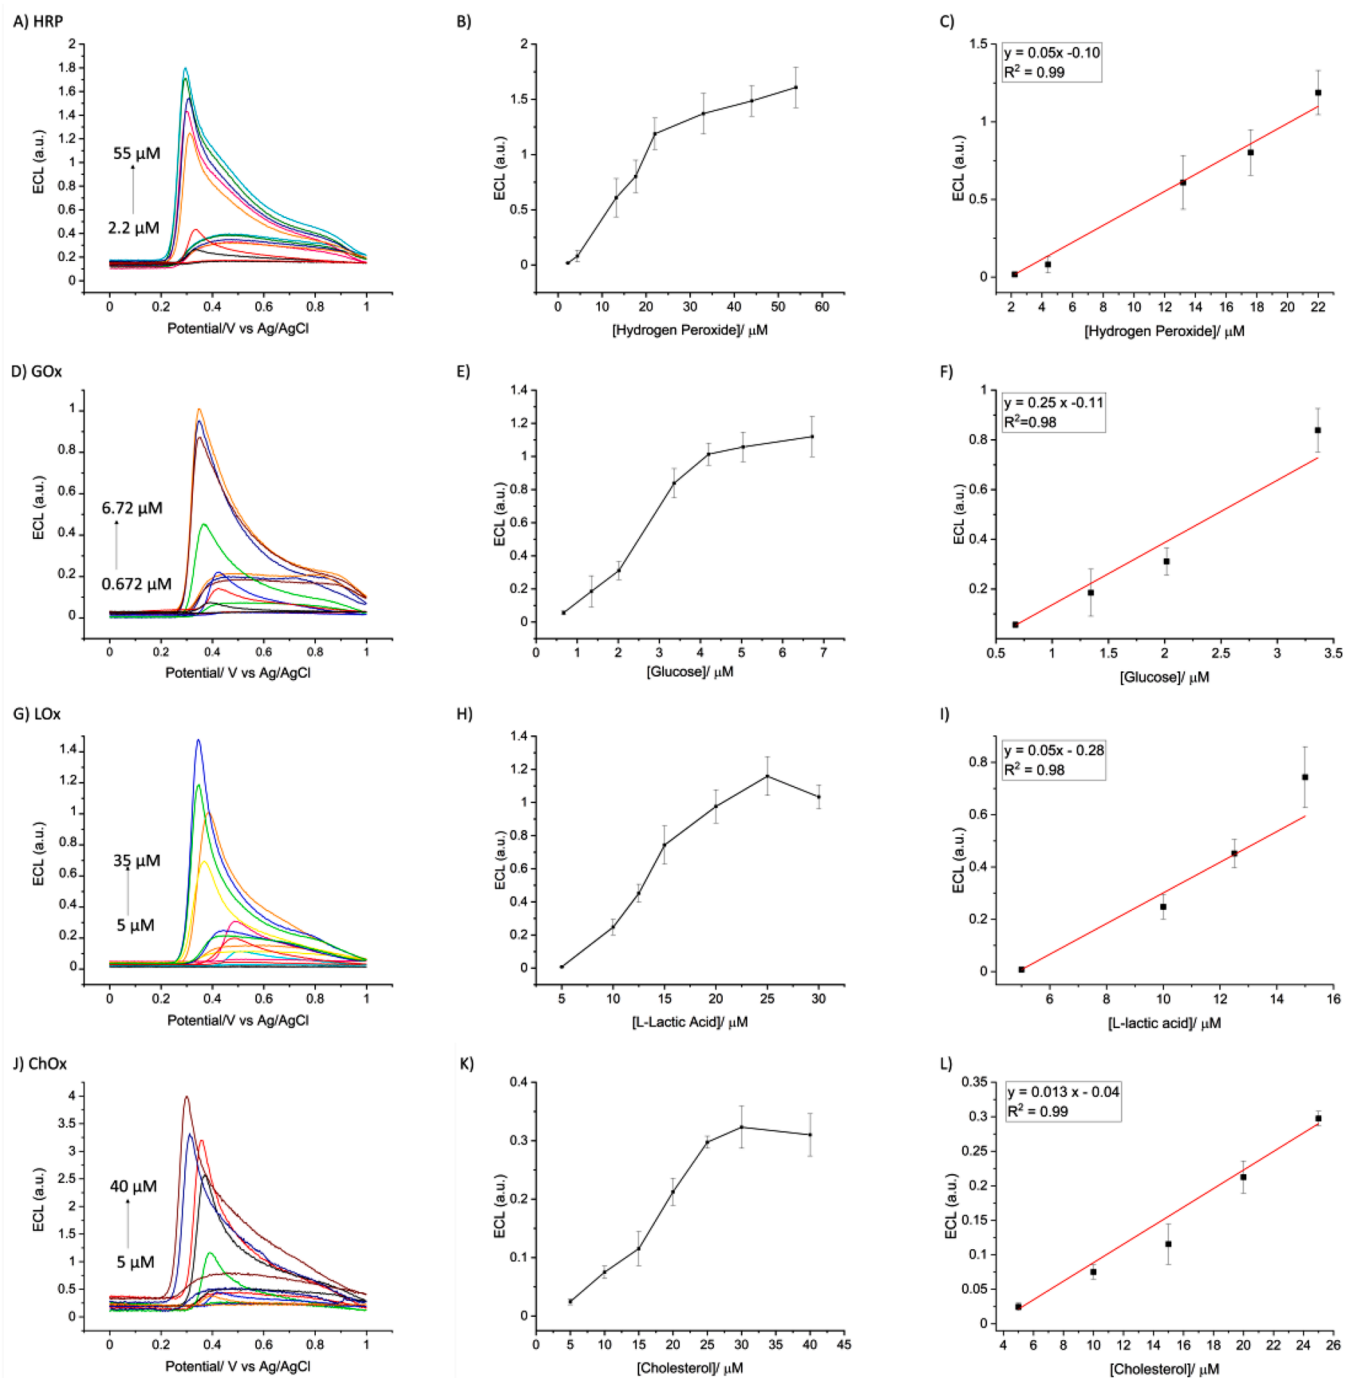 A) HRP
2
1.8
1.6
1.4
1.2
1
0.8
0.6
0.4
0.2
0
ECL (a.u.)
55 μM
2.2 μM
0 0.2 0.4 0.6 0.8 1
Potential/V vs Ag/AgCl
B)
2
1.5
1
0.5
0
ECL (a.u.)
0 10 20 30 40 50 60
[Hydrogen Peroxide]/ μM
C)
y = 0.05x -0.10
R² = 0.99
1.5
1
0.5
0
ECL (a.u.)
2 4 6 8 10 12 14 16 18 20 22
[Hydrogen Peroxide]/ μM
D) GOx
1
0.8
0.6
0.4
0.2
0
ECL (a.u.)
6.72 μM
0.672 μM
0 0.2 0.4 0.6 0.8 1
Potential/ V vs Ag/AgCl
E)
1.4
1.2
1
0.8
0.6
0.4
0.2
0
ECL (a.u.)
0 1 2 3 4 5 6 7
[Glucose]/ μM
F)
y = 0.25 x -0.11
R²=0.98
1
0.8
0.6
0.4
0.2
ECL (a.u.)
0.5 1 1.5 2 2.5 3 3.5
[Glucose]/ μM
G) LOx
1.4
1.2
1
0.8
0.6
0.4
0.2
0
ECL (a.u.)
35 μM
5 μM
0 0.2 0.4 0.6 0.8 1
Potential/V vs Ag/AgCl
H)
1.4
1.2
1
0.8
0.6
0.4
0.2
0
ECL (a.u.)
5 10 15 20 25 30
[L-Lactic Acid]/ μM
I)
y = 0.05x - 0.28
R² = 0.98
0.8
0.6
0.4
0.2
0
ECL (a.u.)
6 8 10 12 14 16
[L-lactic acid]/ μM
J) ChOx
4
3.5
3
2.5
2
1.5
1
0.5
0
ECL (a.u.)
40 μM
5 μM
0 0.2 0.4 0.6 0.8 1
Potential/ V vs Ag/AgCl
K)
0.4
0.3
0.2
0.1
0
ECL (a.u.)
5 10 15 20 25 30 35 40 45
[Cholesterol]/ μM
L)
y = 0.013 x - 0.04
R² = 0.99
0.35
0.3
0.25
0.2
0.15
0.1
0.05
0
ECL (a.u.)
4 6 8 10 12 14 16 18 20 22 24 26
[Cholesterol]/ μM